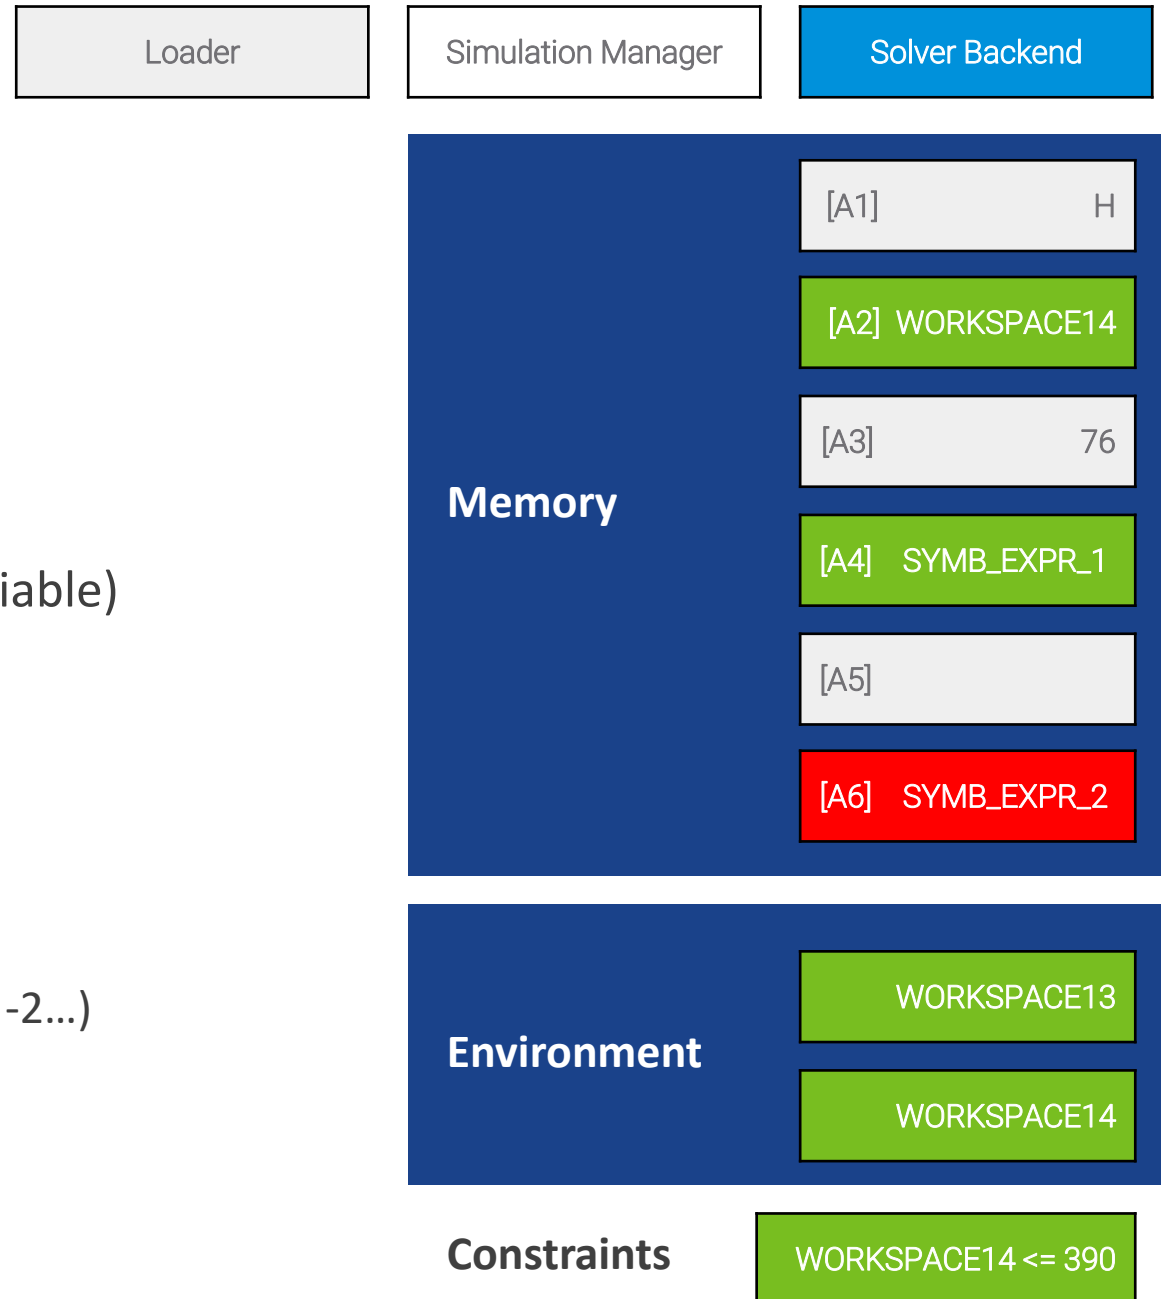 Loader
Simulation Manager
Solver Backend
[A1] H
[A2] WORKSPACE14
[A3] 76
Memory
[A4] SYMB_EXPR_1
iable)
[A5]
[A6] SYMB_EXPR_2
WORKSPACE13
-2...)
Environment
WORKSPACE14
Constraints
WORKSPACE14 <= 390